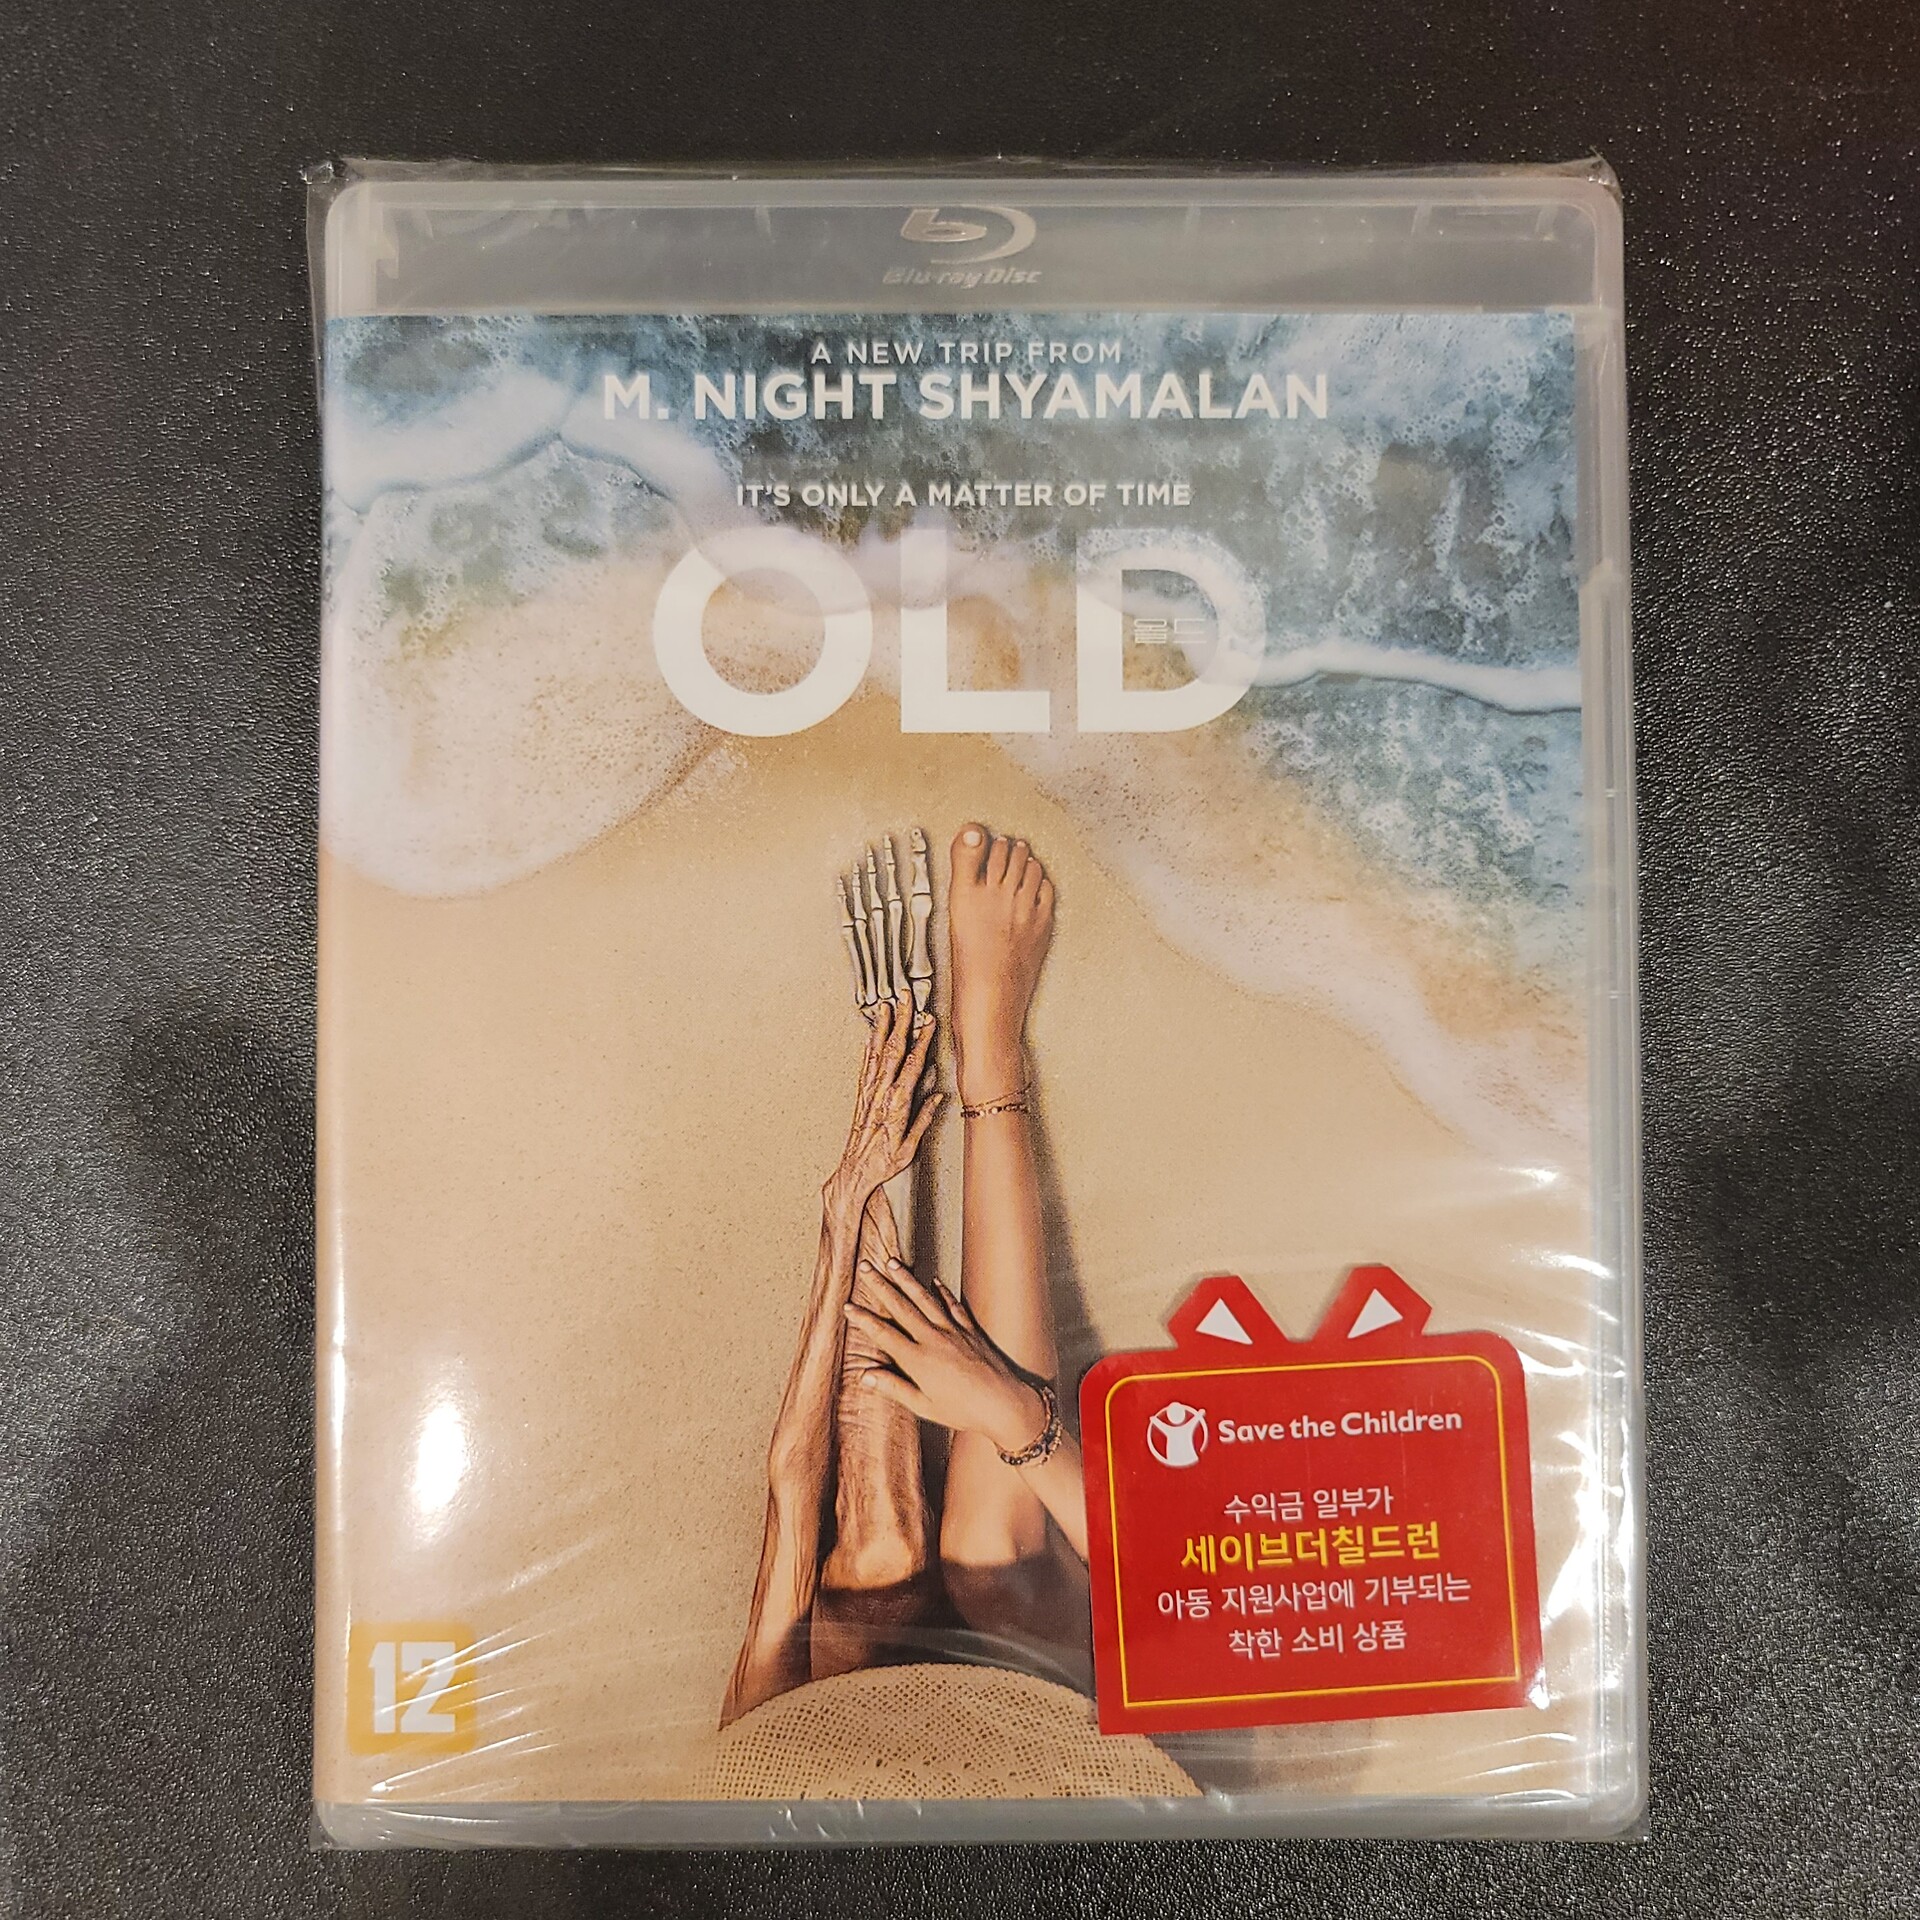 Blu-ray Disc
A NEW TRIP FROM
M. NIGHT SHYAMALAN
IT'S ONLY A MATTER OF TIME
OLD
올드
Save the Children
수익금 일부가
세이브더칠드런
아동 지원사업에 기부되는
착한 소비 상품
12